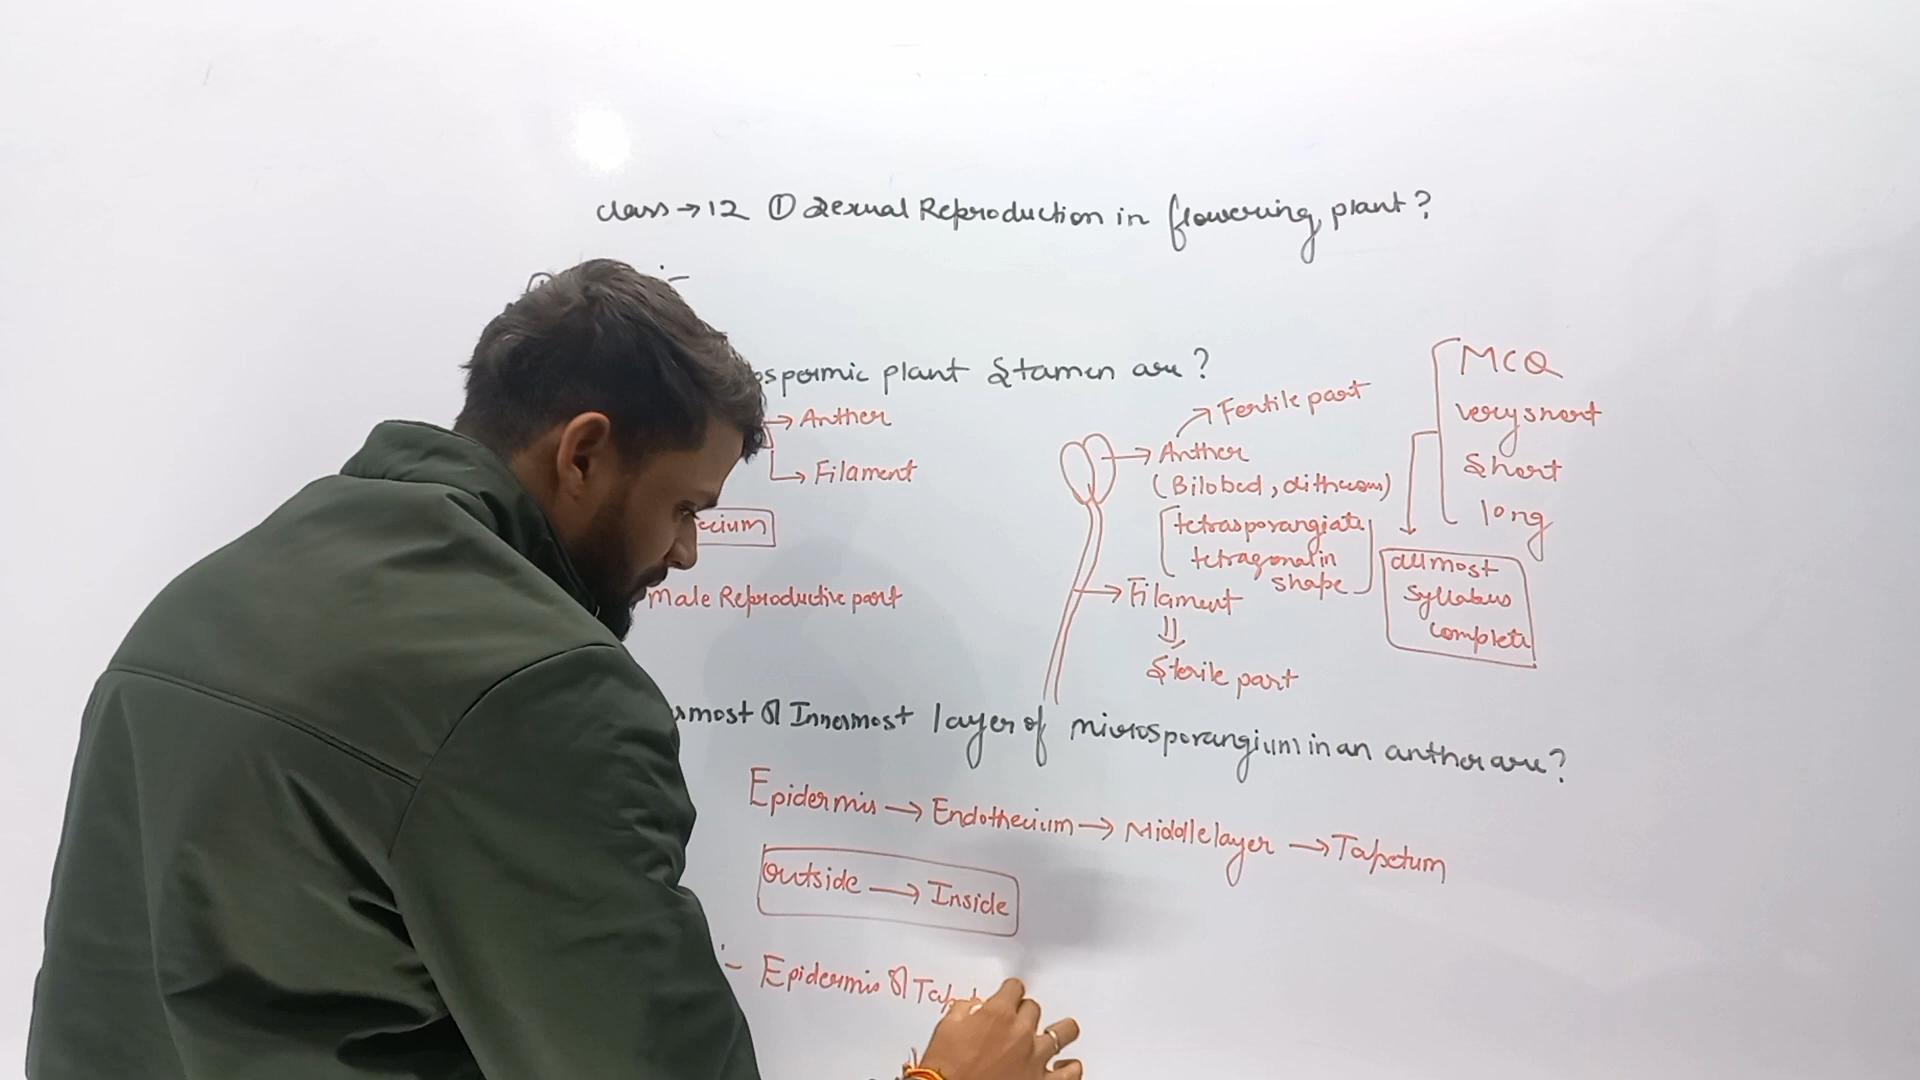 class → 12 ① Sexual Reproduction in flowering plant?
spermic plant Stamen are?
→ Anther
→ Filament
ecium
Male Reproductive part
→ Fertile part
→ Anther
(Bilobed, dithecous)
[tetrasporangiate
tetragonal in
shape]
→ Filament
⇓
Sterile part
MCQ
very short
Short
long
allmost
Syllabus
complete
most & Innermost layer of microsporangium in an anther are?
Epidermis → Endothecium → Middle layer → Tapetum
Outside → Inside
:- Epidermis & Tap